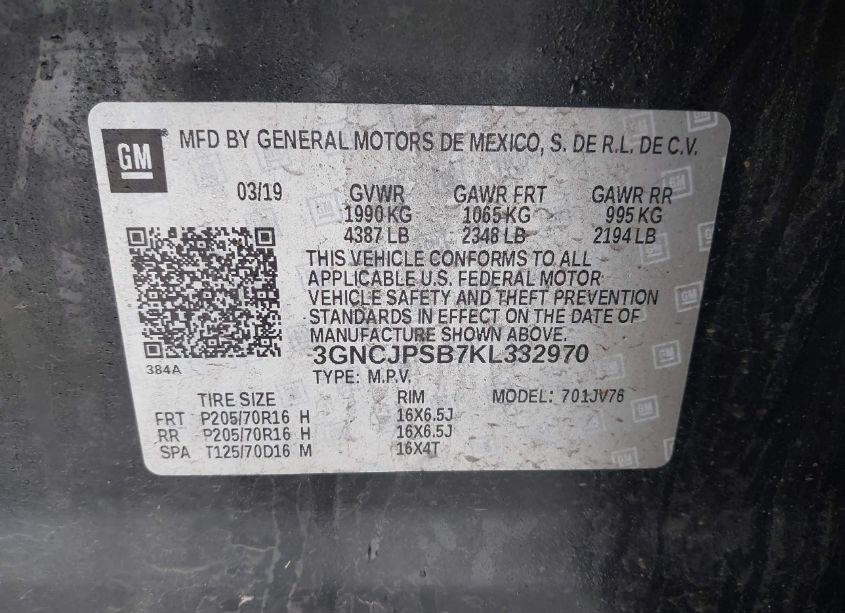 GM
MFD BY GENERAL MOTORS DE MEXICO, S. DE R.L. DE C.V.
03/19 GVWR GAWR FRT GAWR RR
1990 KG 1065 KG 995 KG
4387 LB 2348 LB 2194 LB
THIS VEHICLE CONFORMS TO ALL
APPLICABLE U.S. FEDERAL MOTOR
VEHICLE SAFETY AND THEFT PREVENTION
STANDARDS IN EFFECT ON THE DATE OF
MANUFACTURE SHOWN ABOVE.
3GNCJPSB7KL332970
384A
TYPE: M.P.V.
TIRE SIZE RIM MODEL: 701JV76
FRT P205/70R16 H 16X6.5J
RR P205/70R16 H 16X6.5J
SPA T125/70D16 M 16X4T